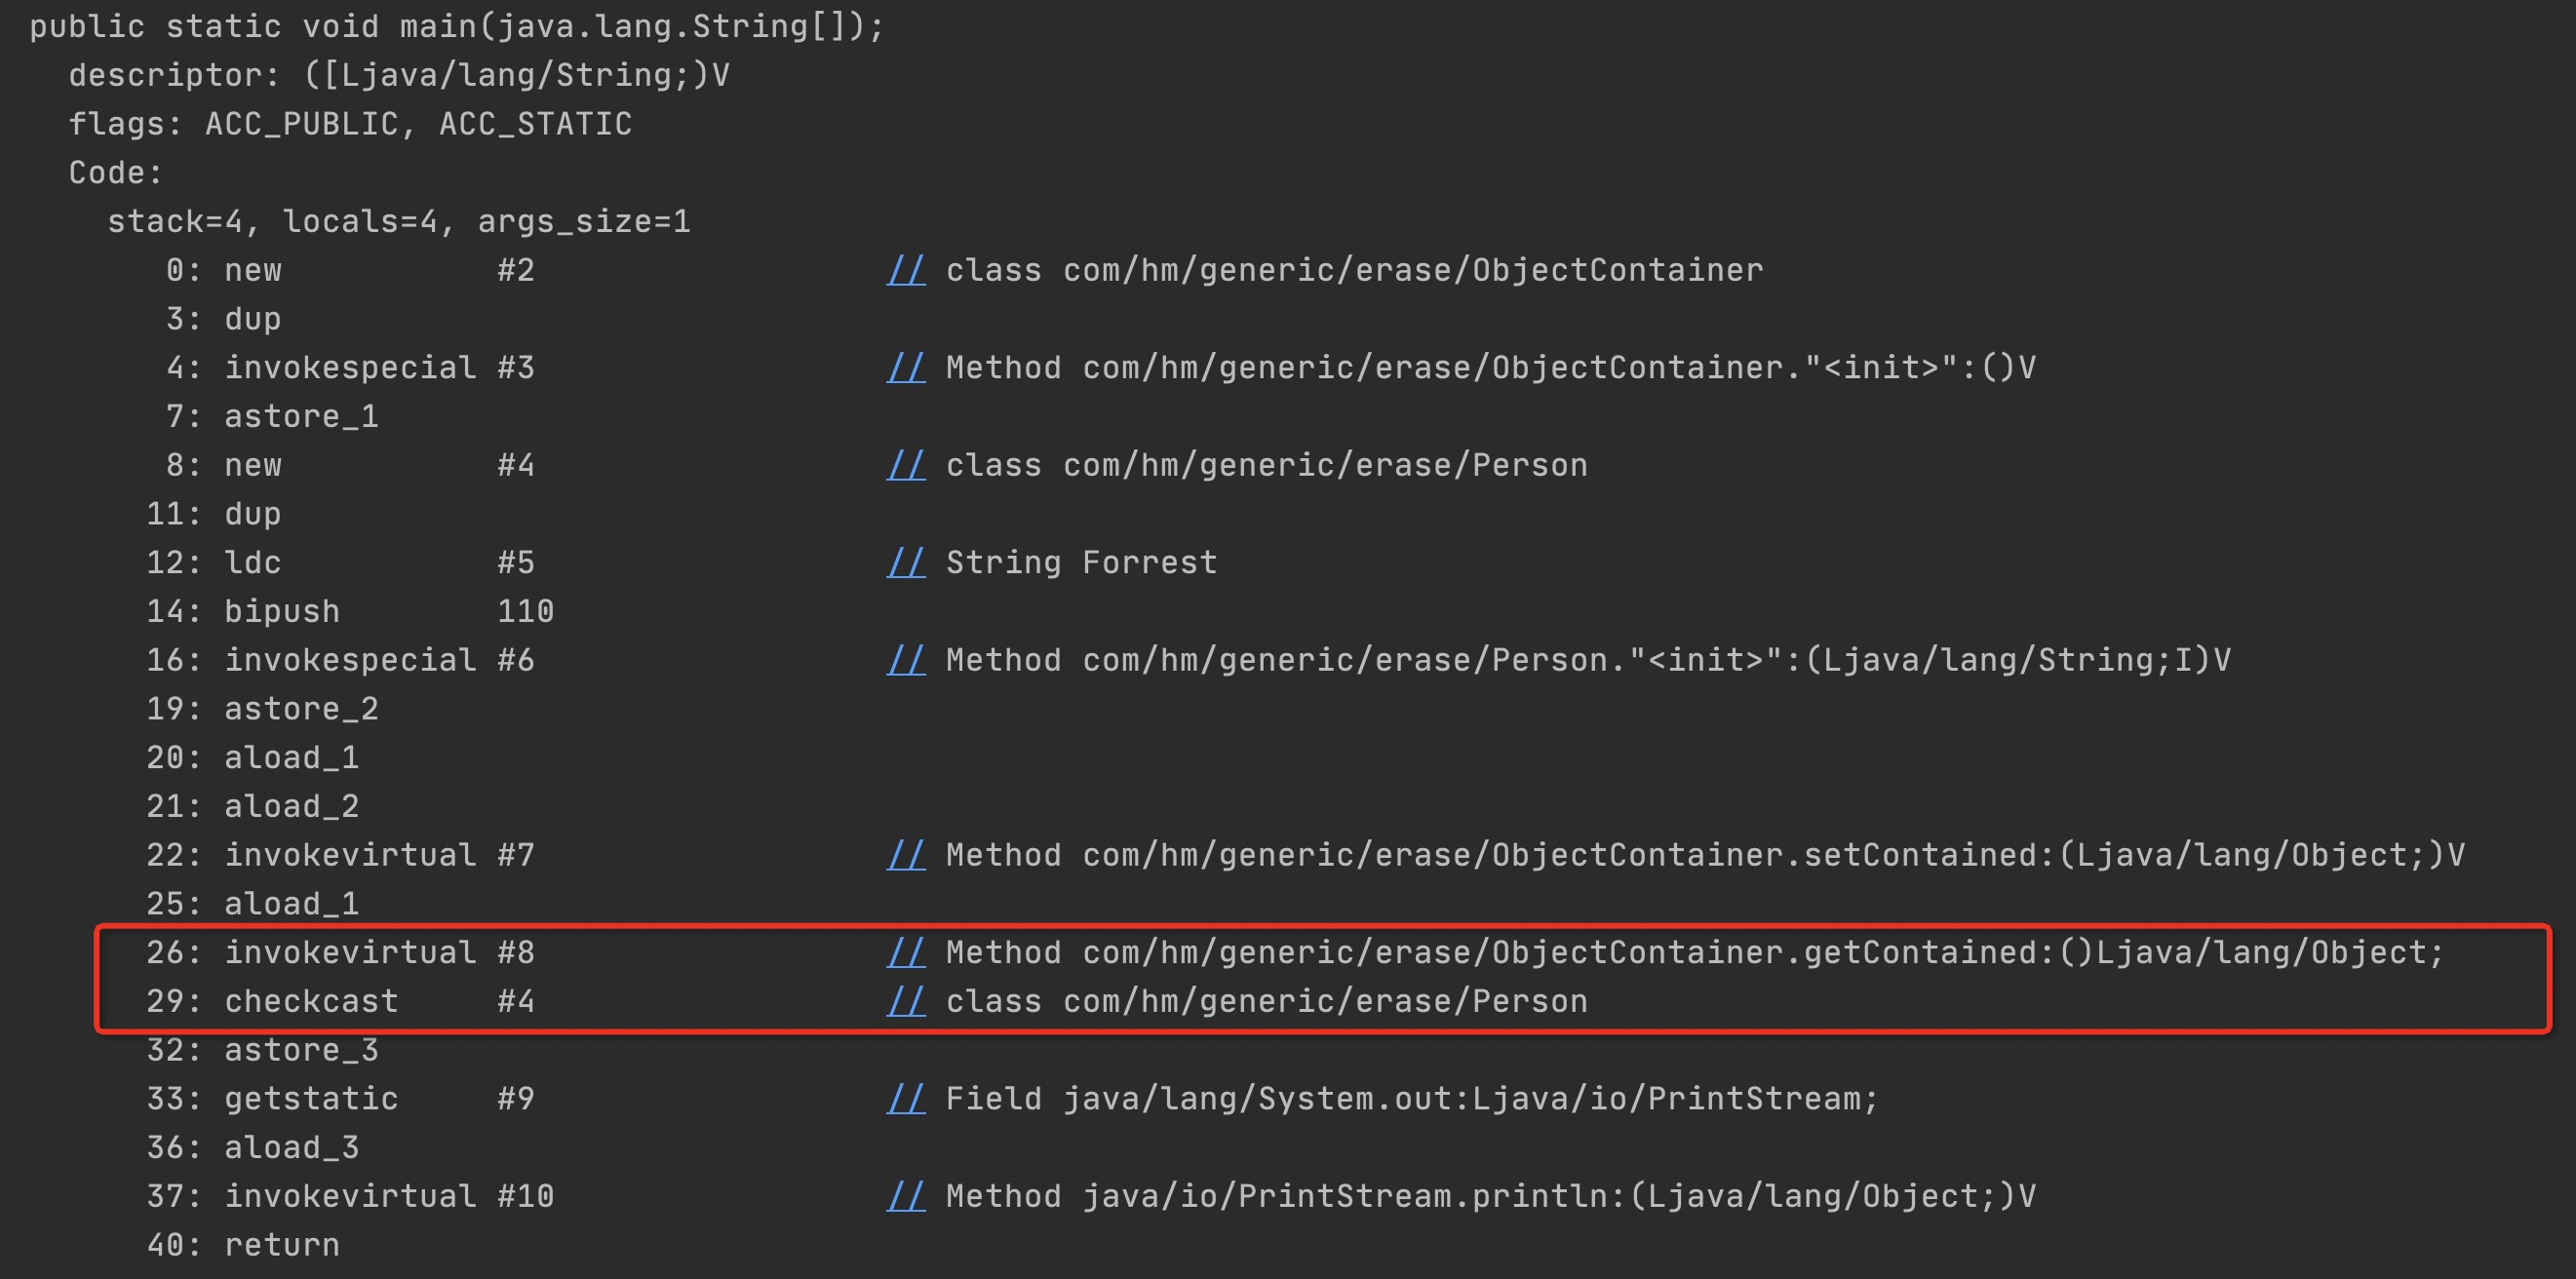 public static void main(java.lang.String[]);
  descriptor: ([Ljava/lang/String;)V
  flags: ACC_PUBLIC, ACC_STATIC
  Code:
    stack=4, locals=4, args_size=1
       0: new           #2                  // class com/hm/generic/erase/ObjectContainer
       3: dup
       4: invokespecial #3                  // Method com/hm/generic/erase/ObjectContainer."<init>":()V
       7: astore_1
       8: new           #4                  // class com/hm/generic/erase/Person
      11: dup
      12: ldc           #5                  // String Forrest
      14: bipush        110
      16: invokespecial #6                  // Method com/hm/generic/erase/Person."<init>":(Ljava/lang/String;I)V
      19: astore_2
      20: aload_1
      21: aload_2
      22: invokevirtual #7                  // Method com/hm/generic/erase/ObjectContainer.setContained:(Ljava/lang/Object;)V
      25: aload_1
      26: invokevirtual #8                  // Method com/hm/generic/erase/ObjectContainer.getContained:()Ljava/lang/Object;
      29: checkcast     #4                  // class com/hm/generic/erase/Person
      32: astore_3
      33: getstatic     #9                  // Field java/lang/System.out:Ljava/io/PrintStream;
      36: aload_3
      37: invokevirtual #10                 // Method java/io/PrintStream.println:(Ljava/lang/Object;)V
      40: return